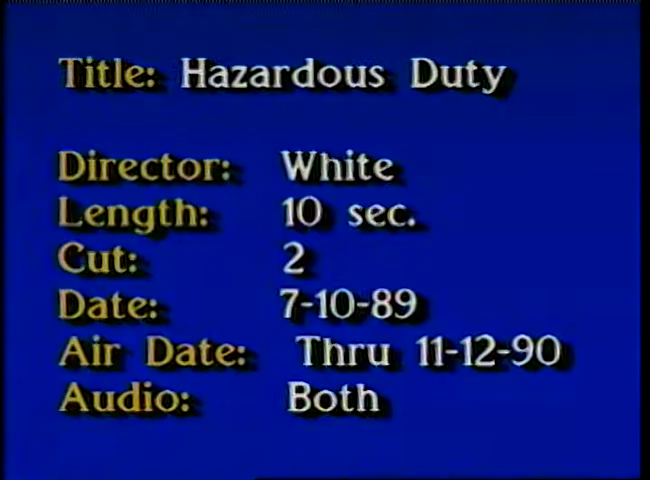 Title: Hazardous Duty
Director: White
Length: 10 sec.
Cut: 2
Date: 7-10-89
Air Date: Thru 11-12-90
Audio: Both